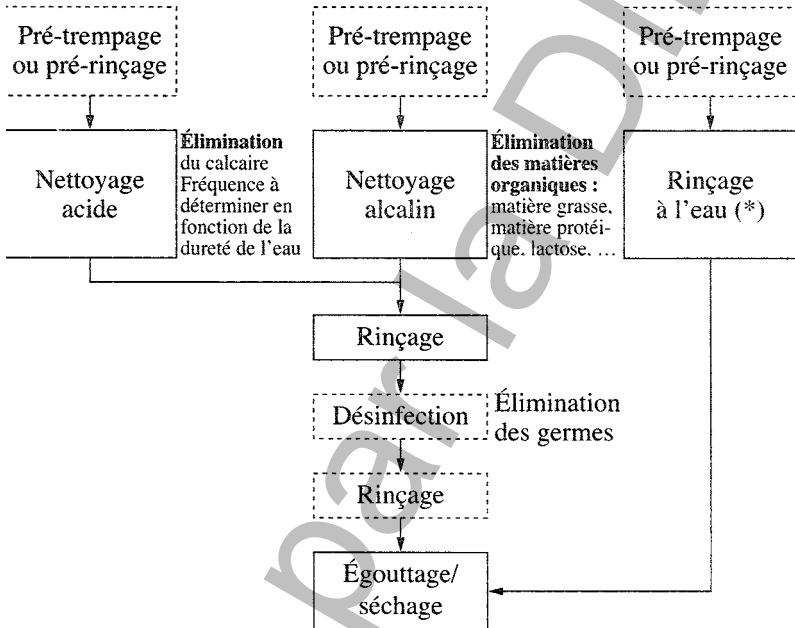 Pré-trempage
ou pré-rinçage
Pré-trempage
ou pré-rinçage
Pré-trempage
ou pré-rinçage
Nettoyage
acide
Élimination
du calcaire
Fréquence à
déterminer en
fonction de la
dureté de l'eau
Nettoyage
alcalin
Élimination
des matières
organiques :
matière grasse,
matière protéi-
que, lactose, …
Rinçage
à l'eau (*)
Rinçage
Désinfection
Élimination
des germes
Rinçage
Égouttage/
séchage
par la